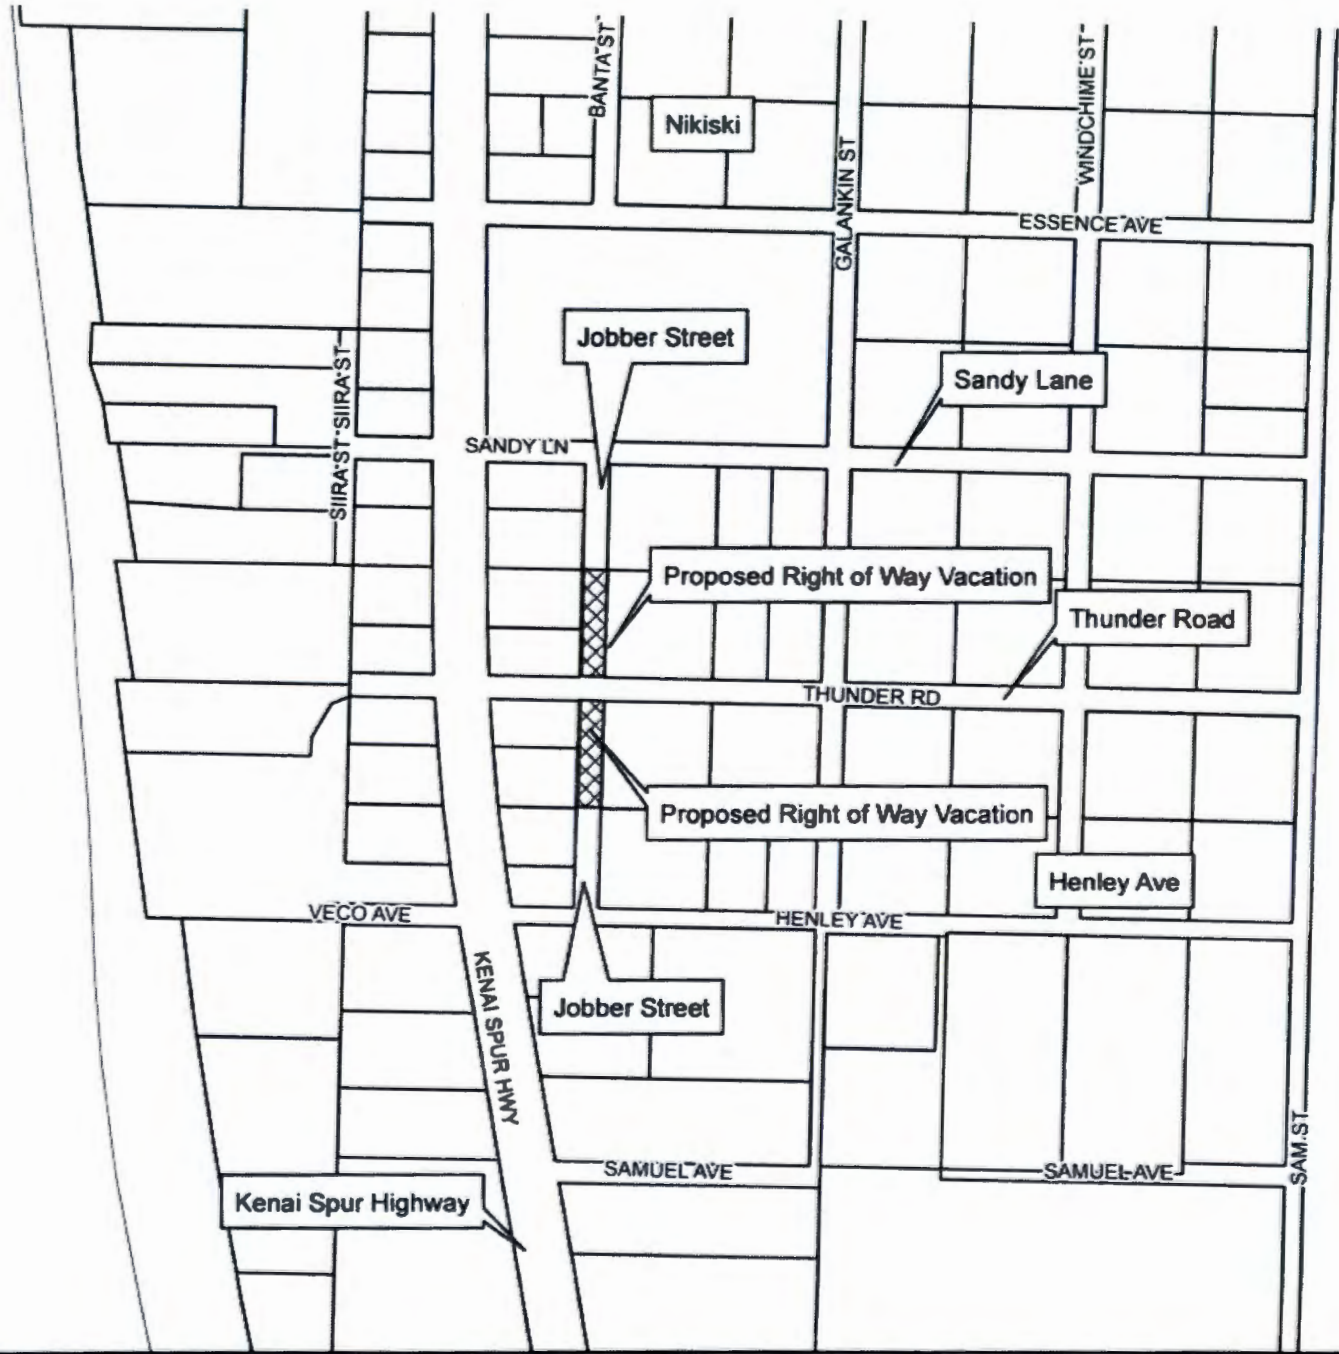 BANTA ST
WINDCHIME ST
Nikiski
GALANKIN ST
ESSENCE AVE
Jobber Street
Sandy Lane
SIIRA ST
SIIRA ST
SANDY LN
Proposed Right of Way Vacation
Thunder Road
THUNDER RD
Proposed Right of Way Vacation
Henley Ave
VECO AVE
HENLEY AVE
KENAI SPUR HWY
Jobber Street
SAM ST
SAMUEL AVE
SAMUEL AVE
Kenai Spur Highway